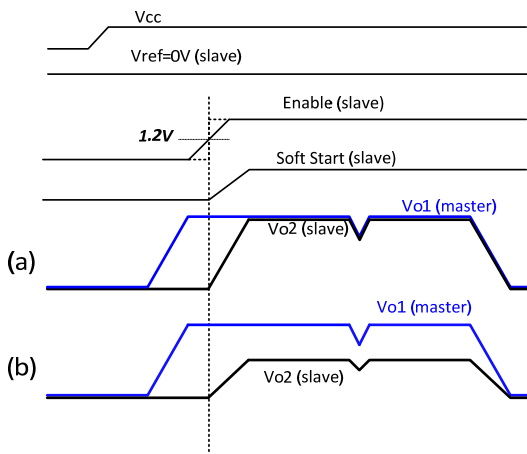 Vcc
Vref=0V (slave)
Enable (slave)
1.2V
Soft Start (slave)
Vo1 (master)
Vo2 (slave)
(a)
Vo1 (master)
(b)
Vo2 (slave)